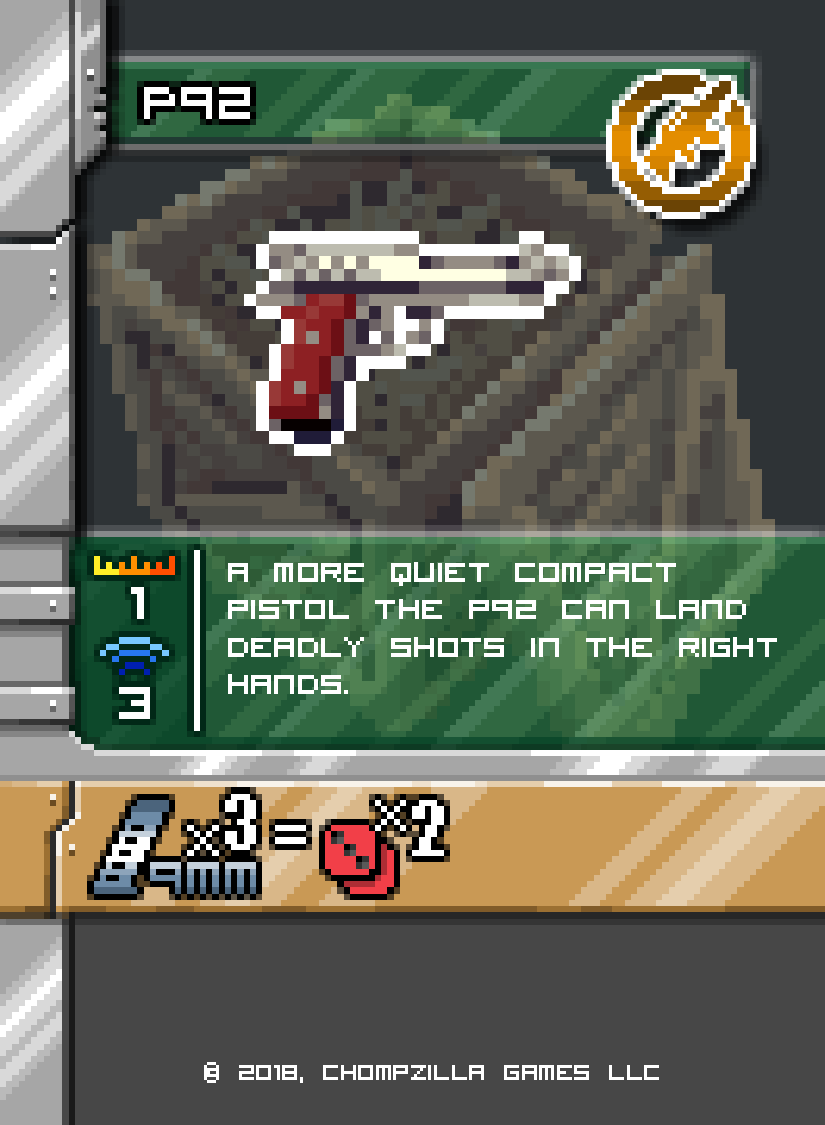 P92
1
3
A MORE QUIET COMPACT
PISTOL THE P92 CAN LAND
DEADLY SHOTS IN THE RIGHT
HANDS.
x3 = x2
9mm
© 2018, CHOMPZILLA GAMES LLC